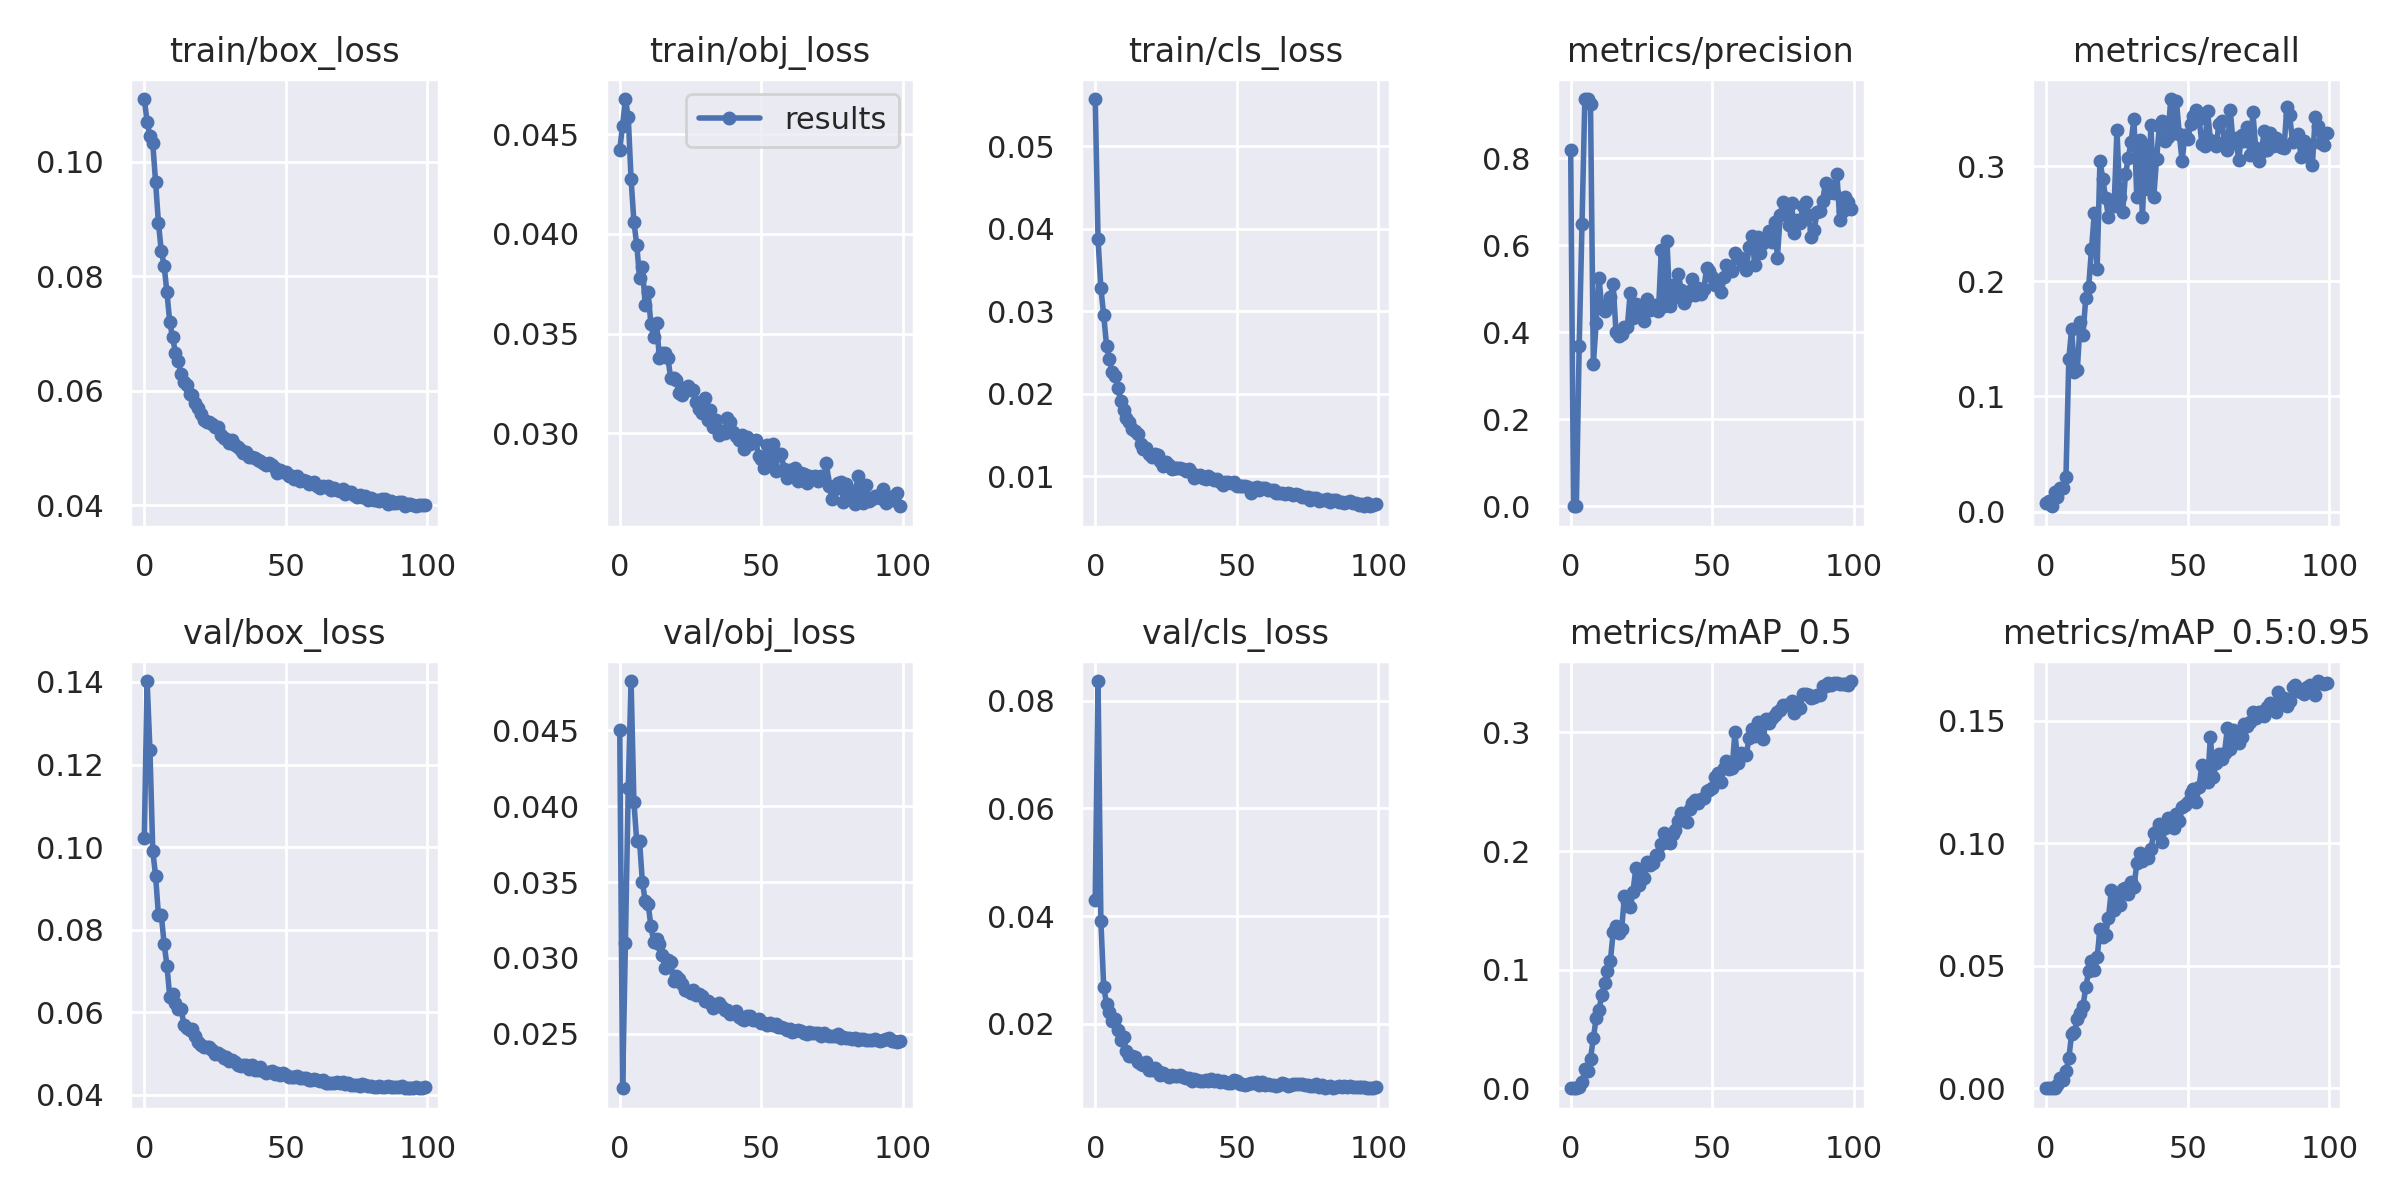 train/box_loss
train/obj_loss
train/cls_loss
metrics/precision
metrics/recall
0.10
0.08
0.06
0.04
0 50 100
results
0.045
0.040
0.035
0.030
0 50 100
0.05
0.04
0.03
0.02
0.01
0 50 100
0.8
0.6
0.4
0.2
0.0
0 50 100
0.3
0.2
0.1
0.0
0 50 100
val/box_loss
val/obj_loss
val/cls_loss
metrics/mAP_0.5
metrics/mAP_0.5:0.95
0.14
0.12
0.10
0.08
0.06
0.04
0 50 100
0.045
0.040
0.035
0.030
0.025
0 50 100
0.08
0.06
0.04
0.02
0 50 100
0.3
0.2
0.1
0.0
0 50 100
0.15
0.10
0.05
0.00
0 50 100